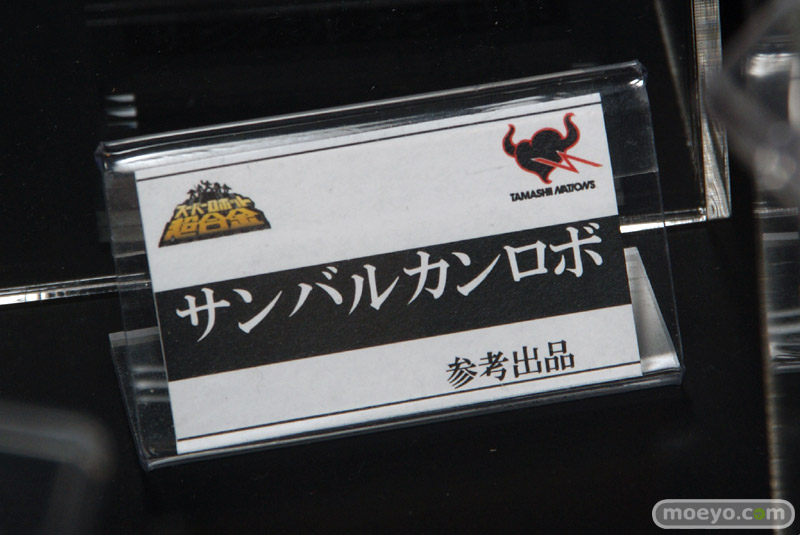 スーパーロボット
超合金
TAMASHII NATIONS
サンバルカンロボ
参考出品
moeyo.com